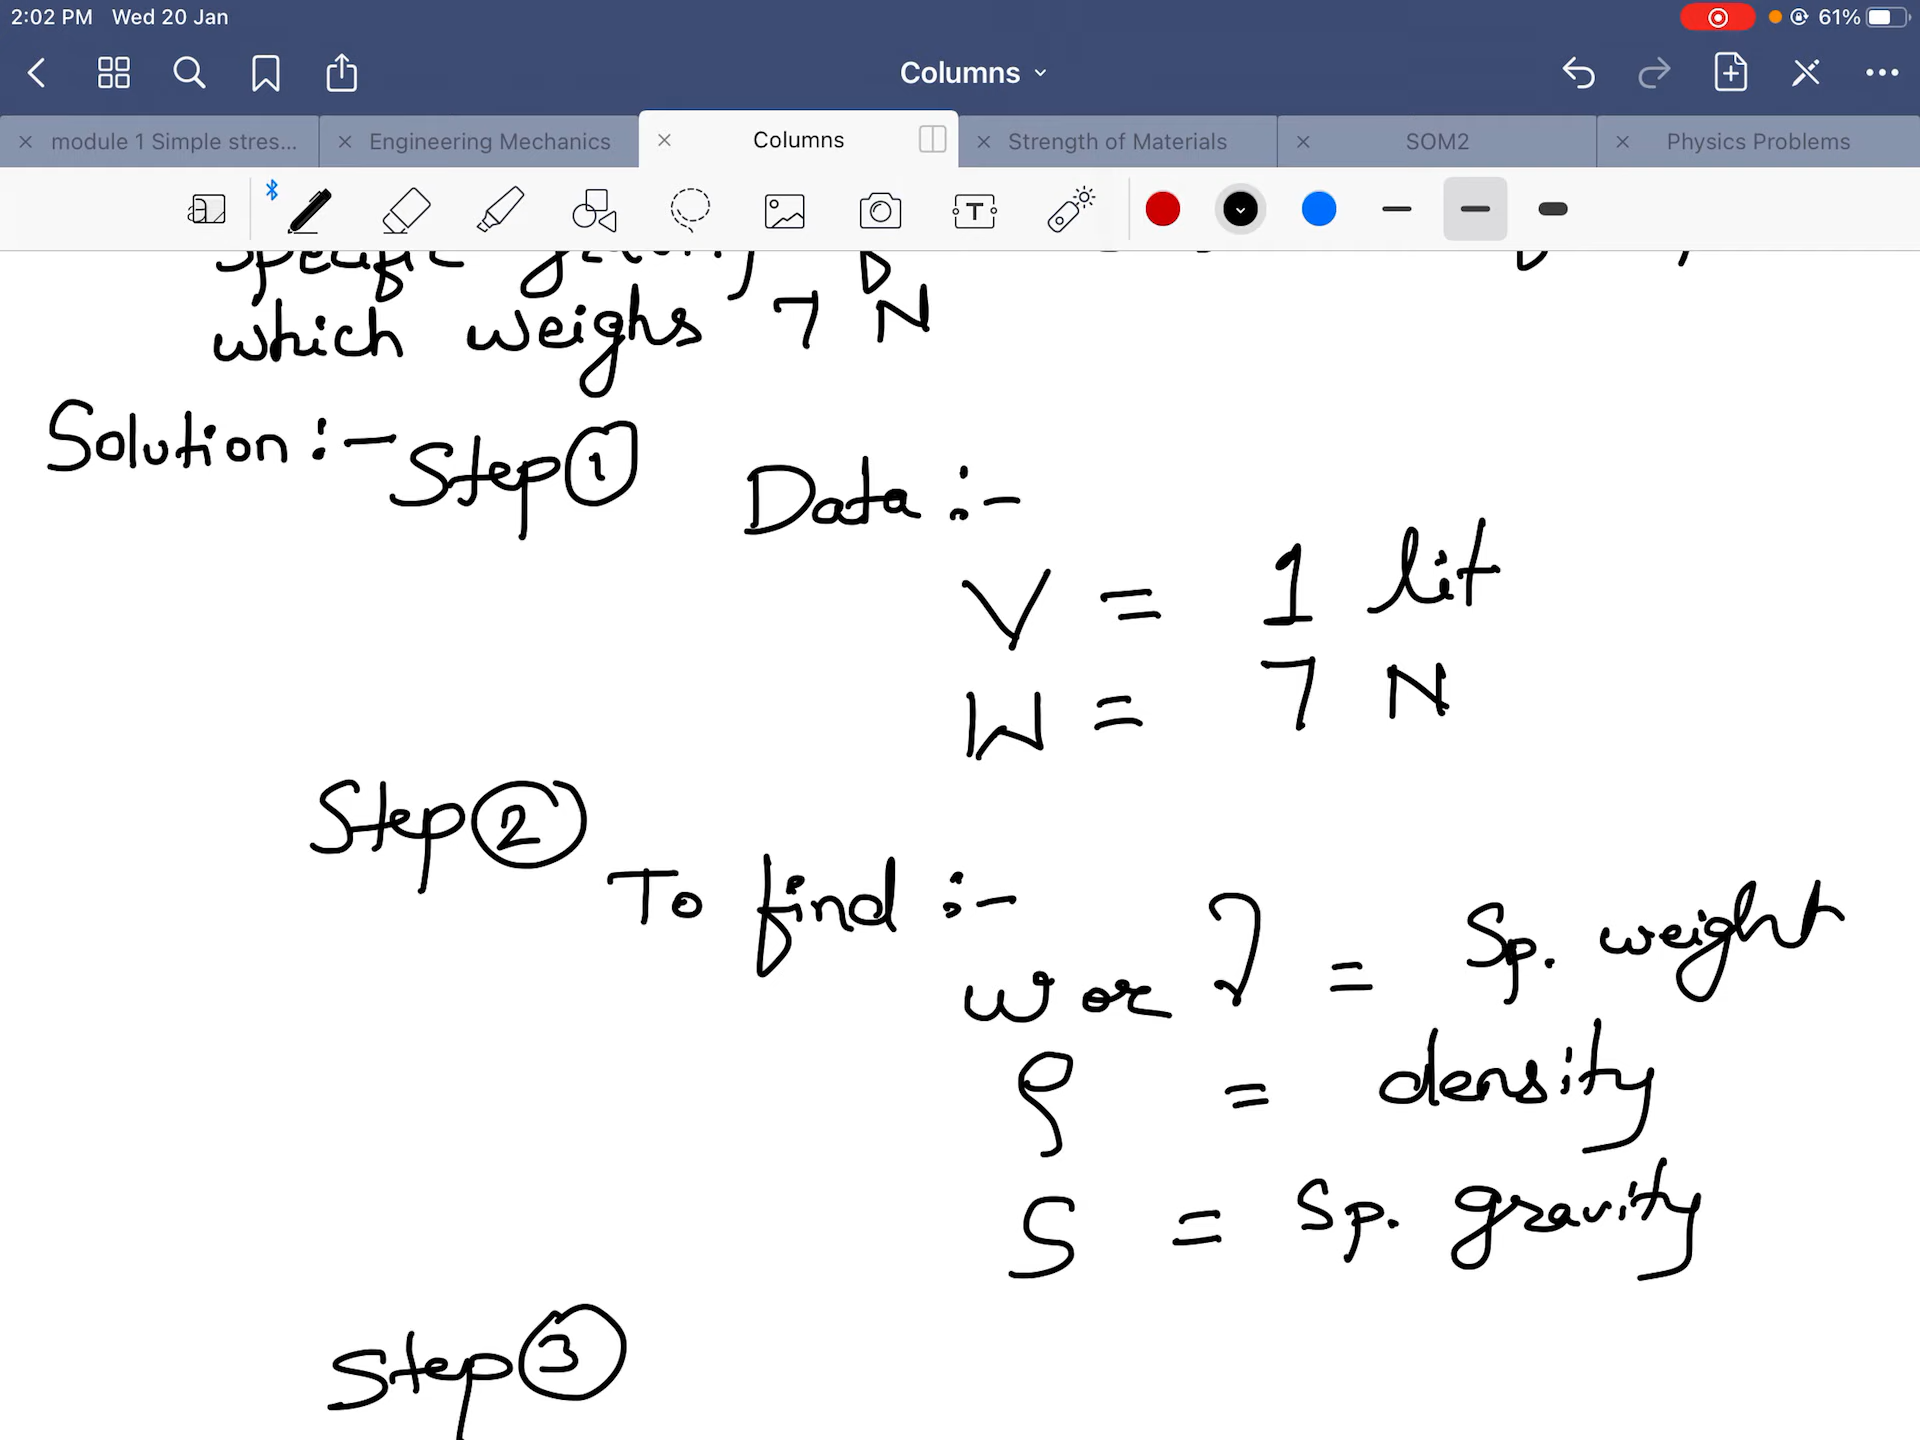 2:02 PM Wed 20 Jan
61%
Columns
module 1 Simple stres...
Engineering Mechanics
Columns
Strength of Materials
SOM2
Physics Problems
specific gravity
which weighs 7 N
Solution :- Step 1
Data :-
V = 1 lit
W = 7 N
Step 2
To find :-
w or = Sp. weight
ρ = density
S = Sp. gravity
Step 3